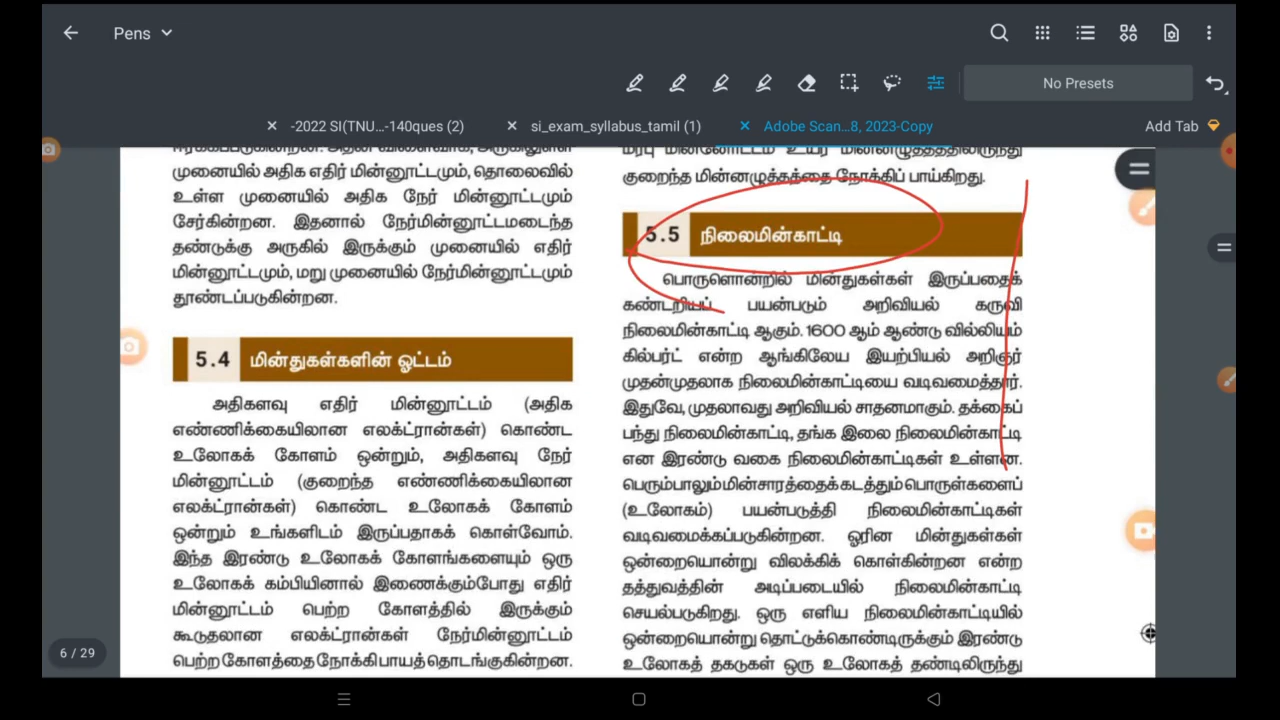 Pens
No Presets
-2022 SI(TNU...-140ques (2)
si_exam_syllabus_tamil (1)
Adobe Scan...8, 2023-Copy
Add Tab
முனையில் அதிக எதிர் மின்னூட்டமும், தொலைவில்
உள்ள முனையில் அதிக நேர் மின்னூட்டமும்
சேர்கின்றன. இதனால் நேர்மின்னூட்டமடைந்த
தண்டுக்கு அருகில் இருக்கும் முனையில் எதிர்
மின்னூட்டமும், மறு முனையில் நேர்மின்னூட்டமும்
தூண்டப்படுகின்றன.
5.4 மின்துகள்களின் ஓட்டம்
அதிகளவு எதிர் மின்னூட்டம் (அதிக
எண்ணிக்கையிலான எலக்ட்ரான்கள்) கொண்ட
உலோகக் கோளம் ஒன்றும், அதிகளவு நேர்
மின்னூட்டம் (குறைந்த எண்ணிக்கையிலான
எலக்ட்ரான்கள்) கொண்ட உலோகக் கோளம்
ஒன்றும் உங்களிடம் இருப்பதாகக் கொள்வோம்.
இந்த இரண்டு உலோகக் கோளங்களையும் ஒரு
உலோகக் கம்பியினால் இணைக்கும்போது எதிர்
மின்னூட்டம் பெற்ற கோளத்தில் இருக்கும்
கூடுதலான எலக்ட்ரான்கள் நேர்மின்னூட்டம்
பெற்ற கோளத்தை நோக்கி பாயத் தொடங்குகின்றன.
மரபு மின்னோட்டம் உயர் மின்னழுத்தத்திலிருந்து
குறைந்த மின்னழுத்தத்தை நோக்கிப் பாய்கிறது.
5.5 நிலைமின்காட்டி
பொருளொன்றில் மின்துகள்கள் இருப்பதைக்
கண்டறியப் பயன்படும் அறிவியல் கருவி
நிலைமின்காட்டி ஆகும். 1600 ஆம் ஆண்டு வில்லியம்
கில்பர்ட் என்ற ஆங்கிலேய இயற்பியல் அறிஞர்
முதன்முதலாக நிலைமின்காட்டியை வடிவமைத்தார்.
இதுவே, முதலாவது அறிவியல் சாதனமாகும். தக்கைப்
பந்து நிலைமின்காட்டி, தங்க இலை நிலைமின்காட்டி
என இரண்டு வகை நிலைமின்காட்டிகள் உள்ளன.
பெரும்பாலும் மின்சாரத்தைக் கடத்தும் பொருள்களைப்
(உலோகம்) பயன்படுத்தி நிலைமின்காட்டிகள்
வடிவமைக்கப்படுகின்றன. ஓரின மின்துகள்கள்
ஒன்றையொன்று விலக்கிக் கொள்கின்றன என்ற
தத்துவத்தின் அடிப்படையில் நிலைமின்காட்டி
செயல்படுகிறது. ஒரு எளிய நிலைமின்காட்டியில்
ஒன்றையொன்று தொட்டுக்கொண்டிருக்கும் இரண்டு
உலோகத் தகடுகள் ஒரு உலோகத் தண்டிலிருந்து
6 / 29